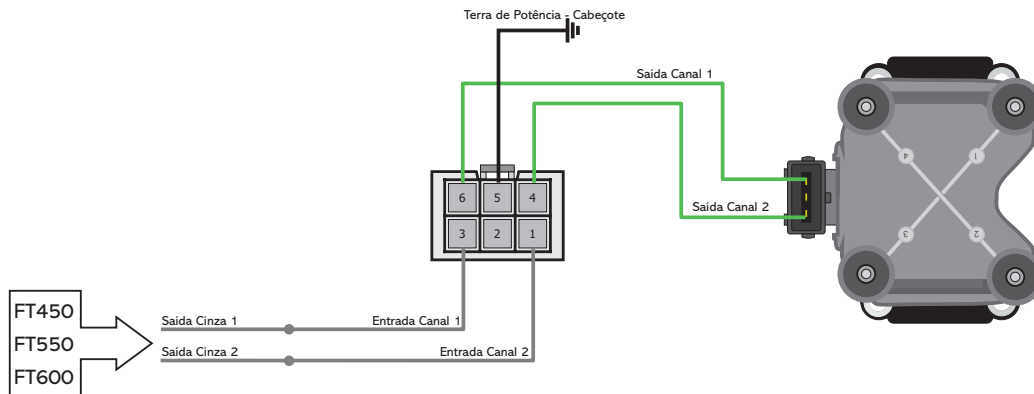 Terra de Potência - Cabeçote
Saída Canal 1
6
5
4
3
2
1
Saída Canal 2
4
1
3
2
FT450
FT550
FT600
Saída Cinza 1
Entrada Canal 1
Saída Cinza 2
Entrada Canal 2